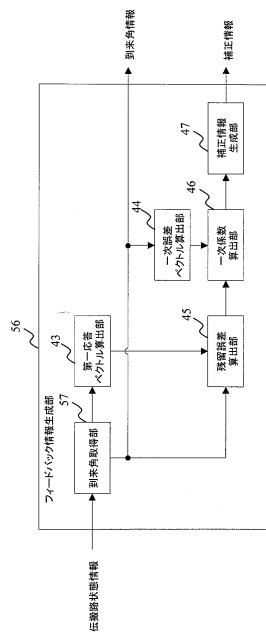 56
フィードバック情報生成部
伝搬路状態情報
57
到来角取得部
43
第一応答
ベクトル算出部
44
一次誤差
ベクトル算出部
45
残留誤差
算出部
46
一次係数
算出部
47
補正情報
生成部
到来角情報
補正情報